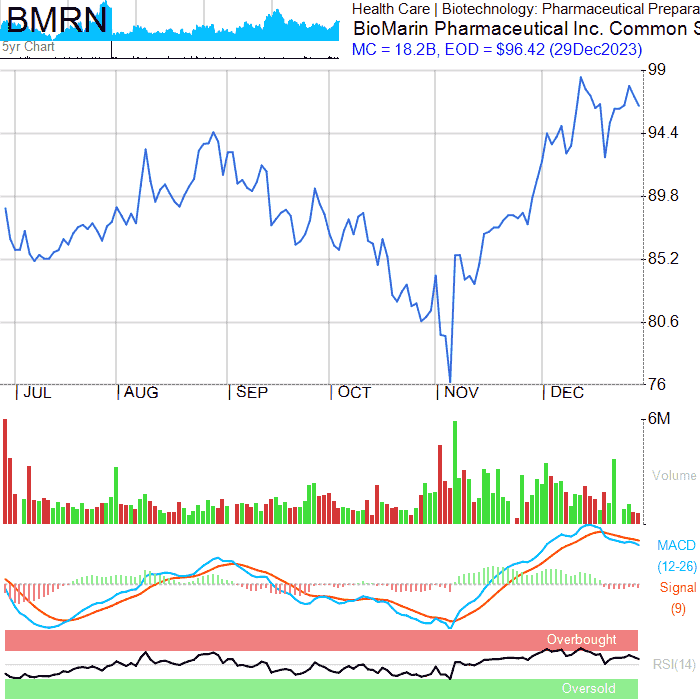 BMRN
5yr Chart
Health Care | Biotechnology: Pharmaceutical Prepara
BioMarin Pharmaceutical Inc. Common S
MC = 18.2B, EOD = $96.42 (29Dec2023)
99
94.4
89.8
85.2
80.6
76
JUL AUG SEP OCT NOV DEC
6M
Volume
MACD
(12-26)
Signal
(9)
Overbought
RSI(14)
Oversold